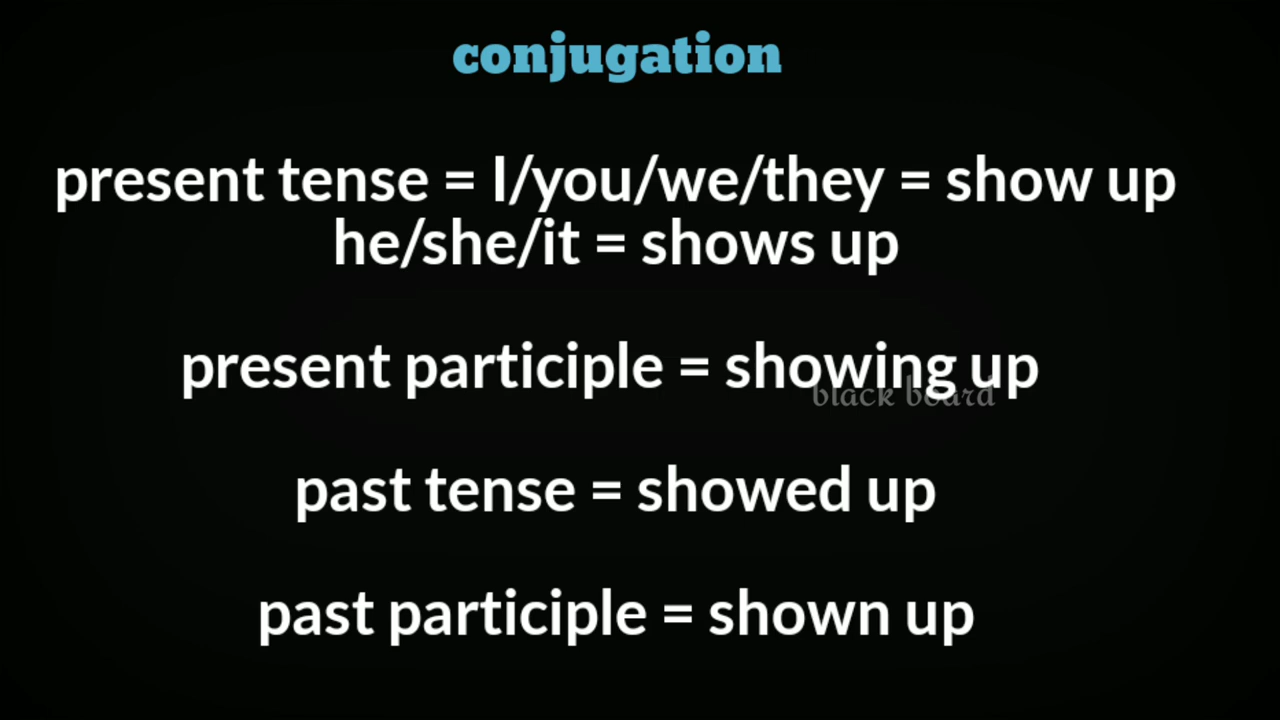 conjugation
present tense = I/you/we/they = show up
he/she/it = shows up
present participle = showing up
black board
past tense = showed up
past participle = shown up